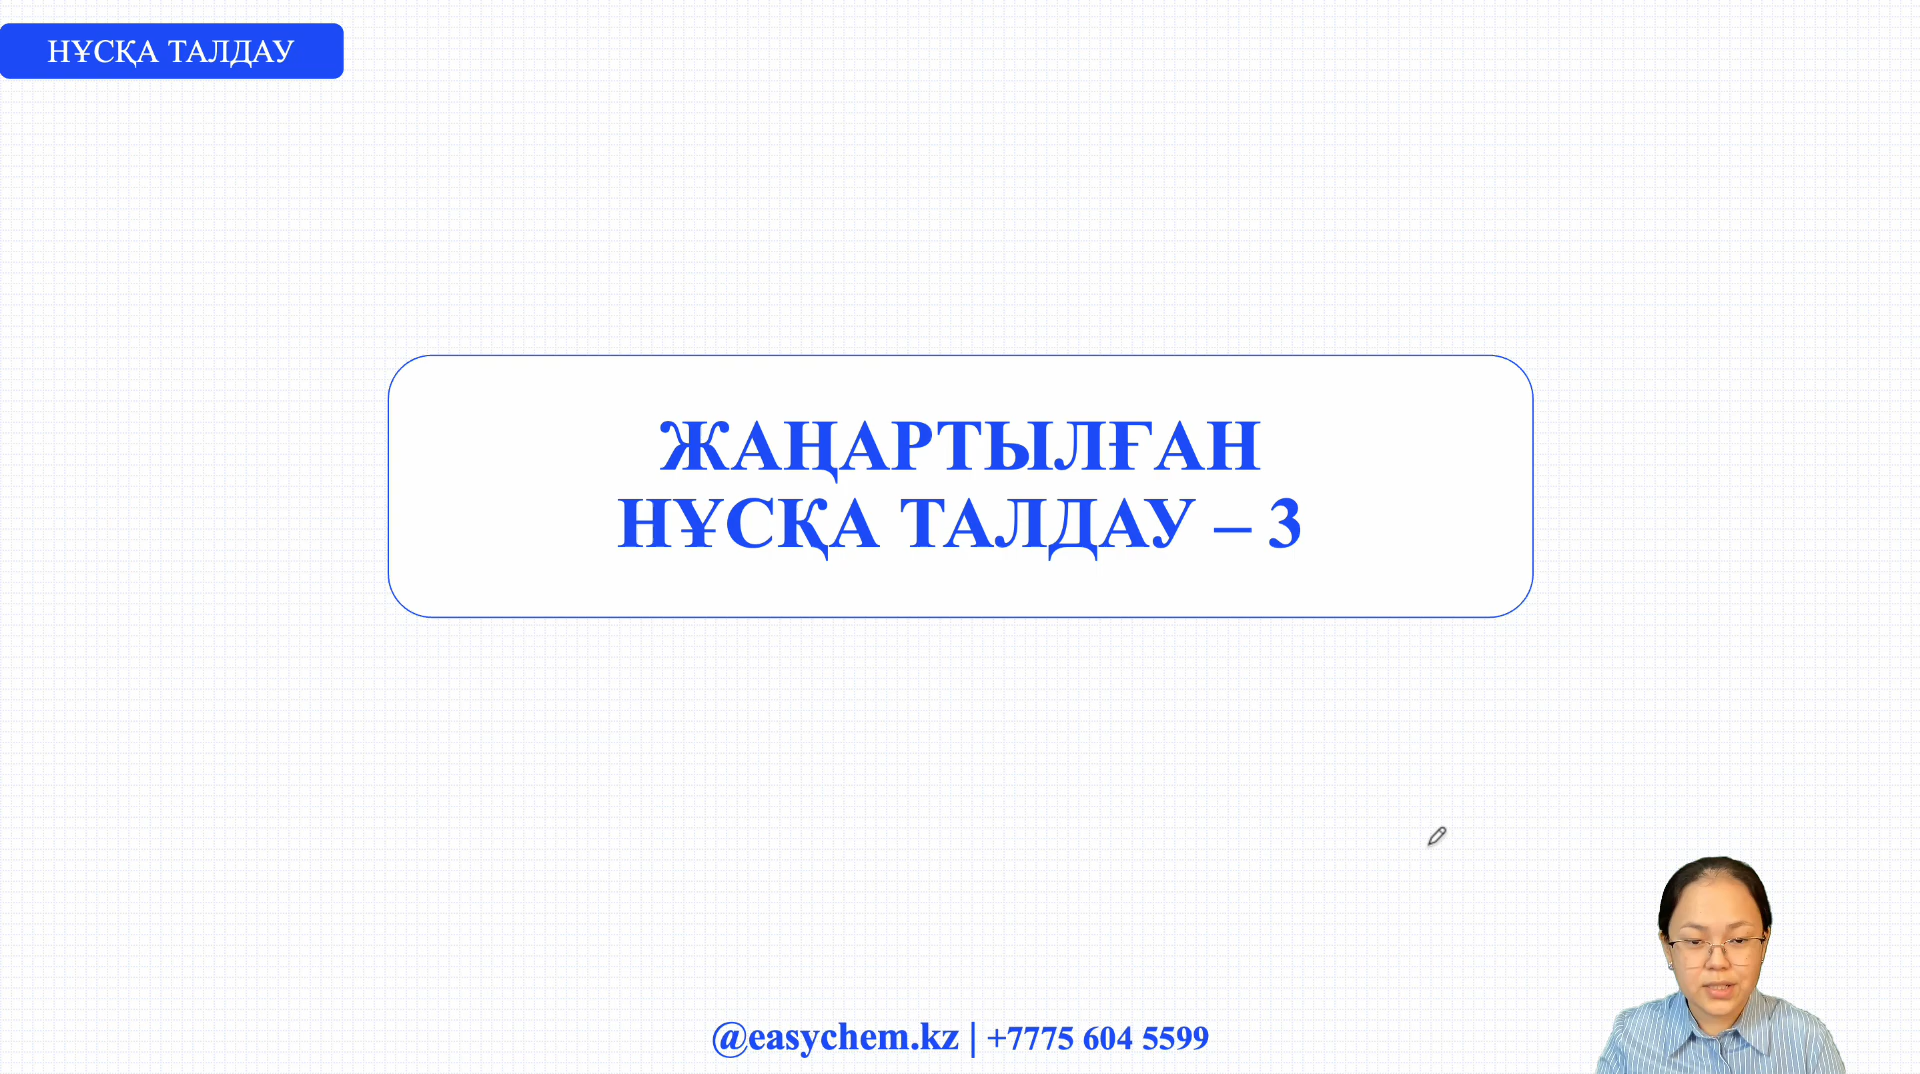 НҰСҚА ТАЛДАУ
ЖАҢАРТЫЛҒАН
НҰСҚА ТАЛДАУ – 3
@easychem.kz | +7775 604 5599